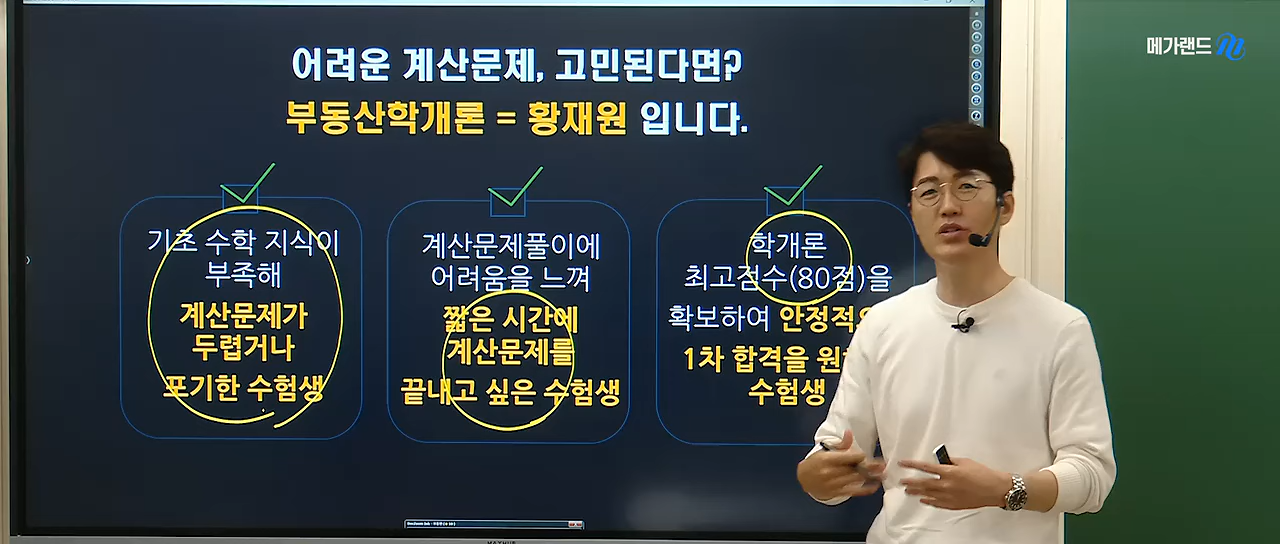 어려운 계산문제, 고민된다면?
메가랜드
부동산학개론 = 황재원 입니다.
기초 수학 지식이
부족해
계산문제가
두렵거나
포기한 수험생
계산문제풀이에
어려움을 느껴
짧은 시간에
계산문제를
끝내고 싶은 수험생
학개론
최고점수(80점)을
확보하여 안정적
1차 합격을 원
수험생